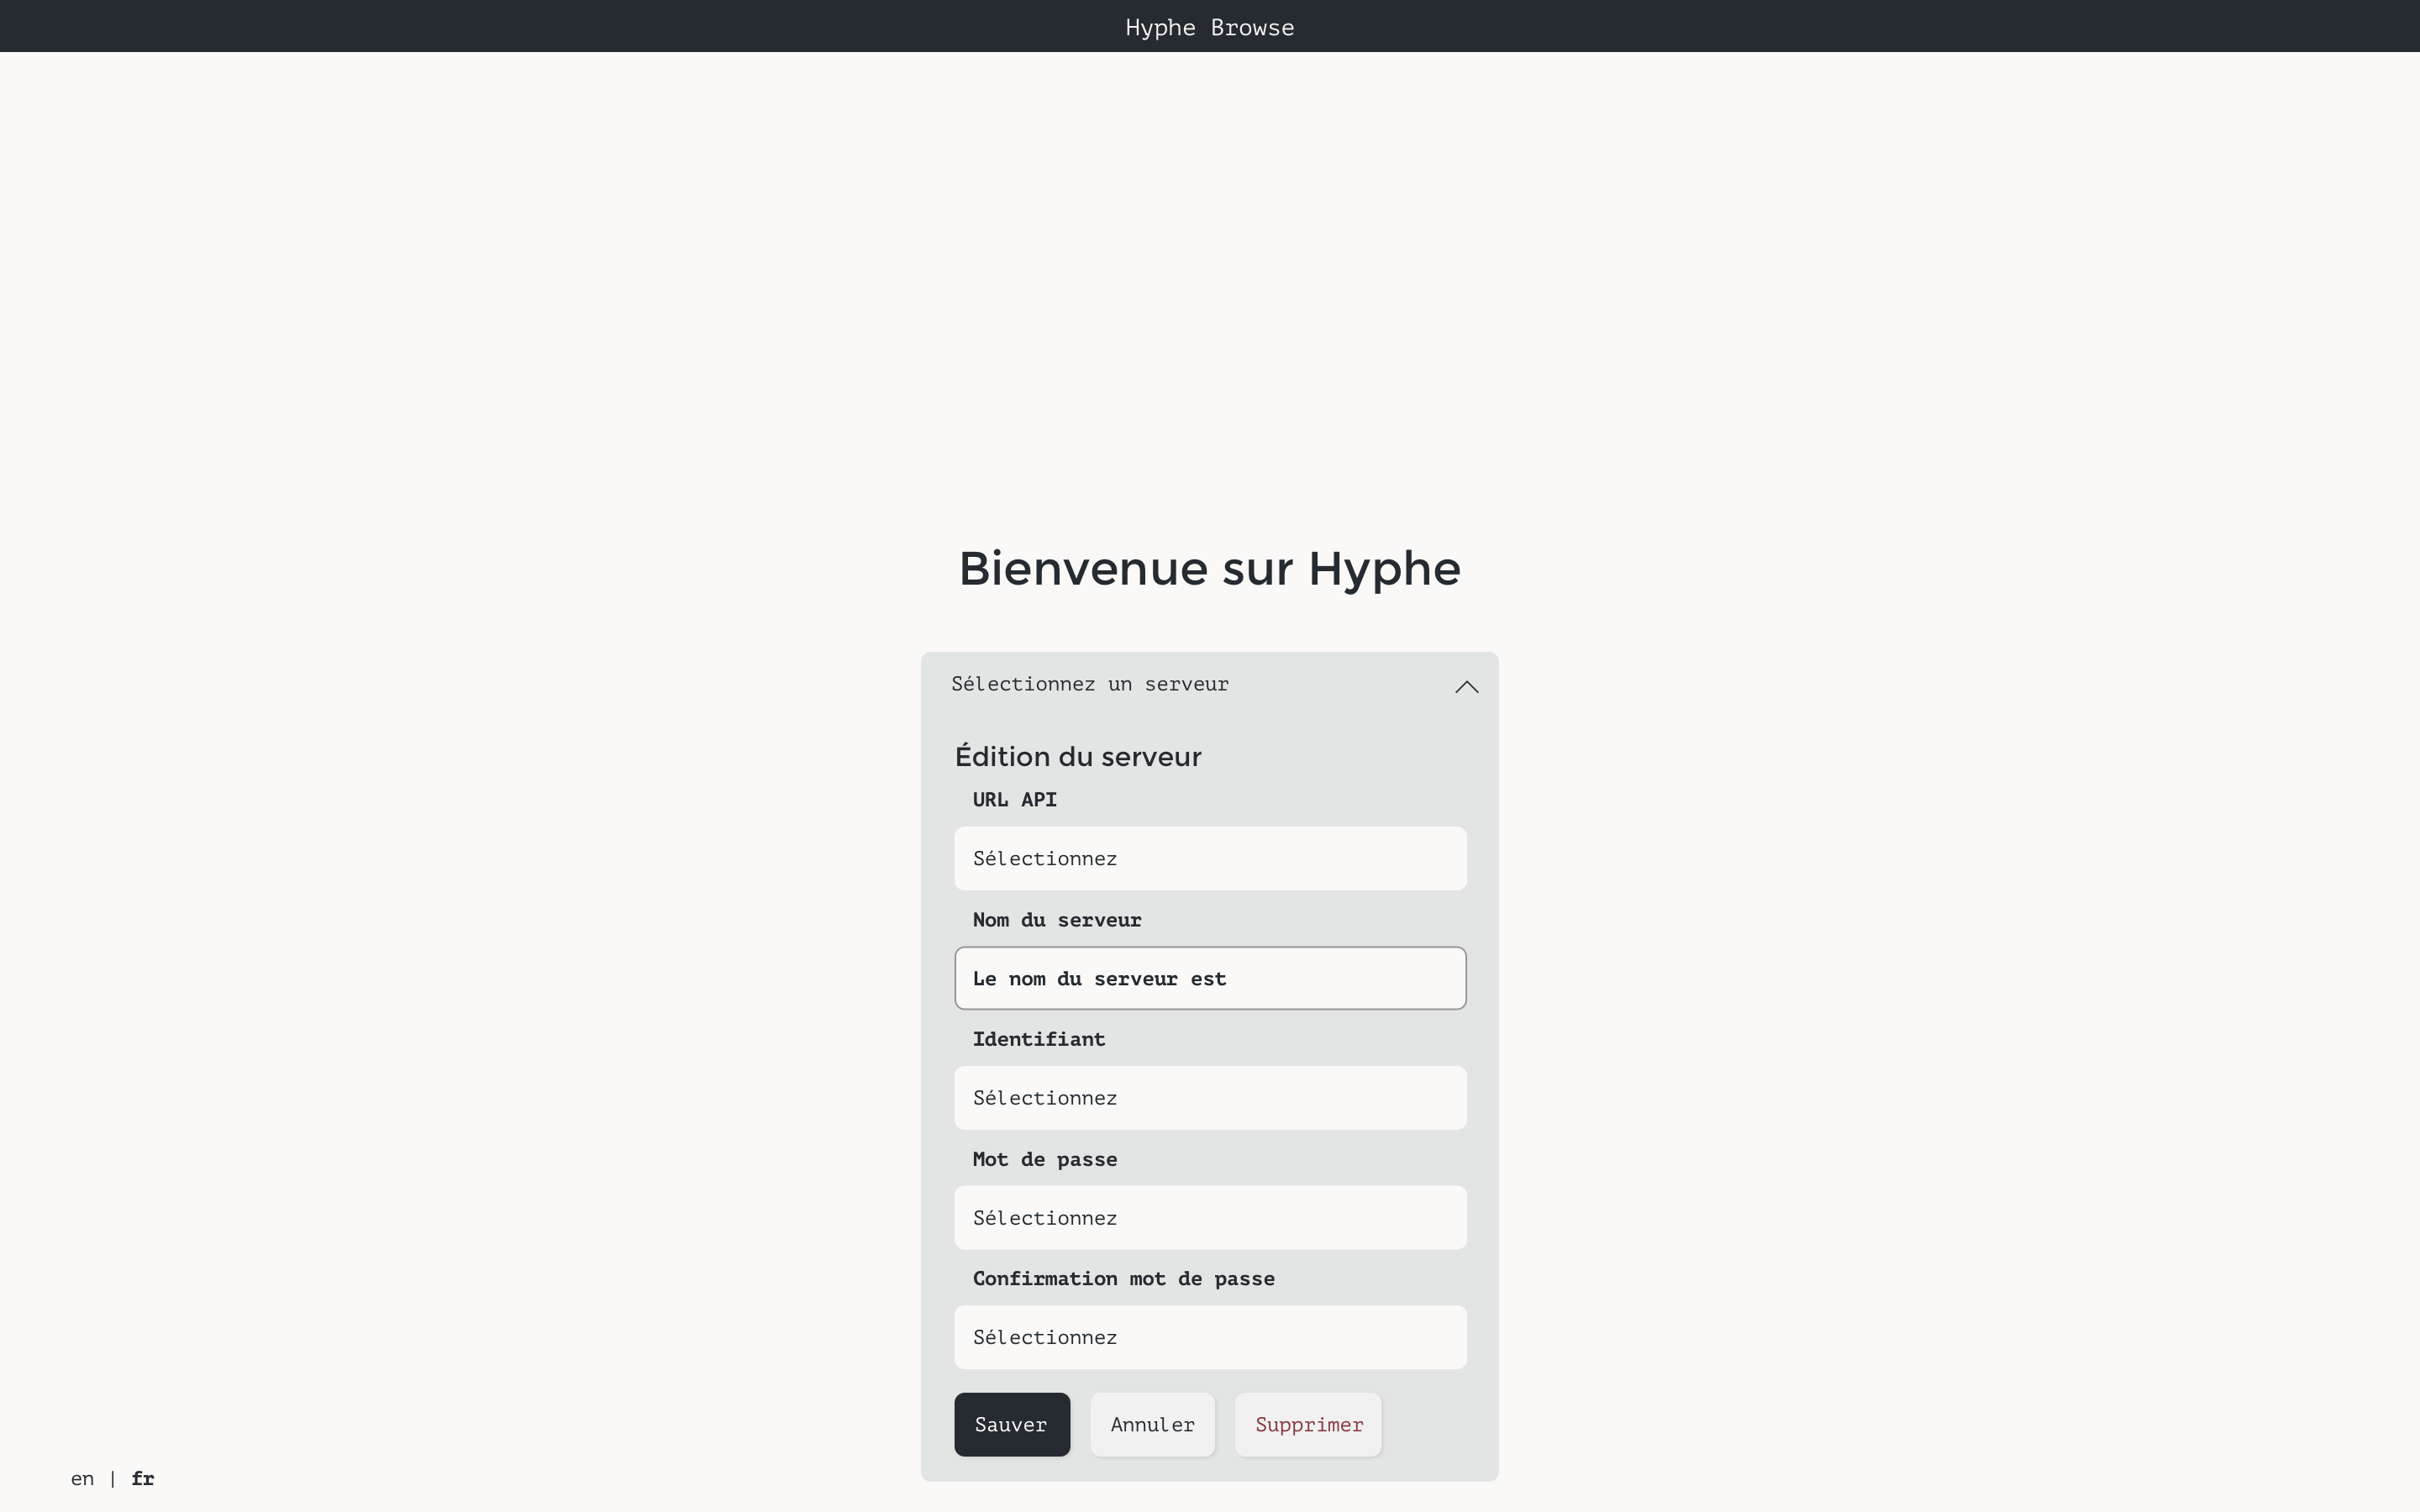 Hyphe Browse
Bienvenue sur Hyphe
Sélectionnez un serveur
Édition du serveur
URL API
Sélectionnez
Nom du serveur
Le nom du serveur est
Identifiant
Sélectionnez
Mot de passe
Sélectionnez
Confirmation mot de passe
Sélectionnez
Sauver Annuler Supprimer
en | fr